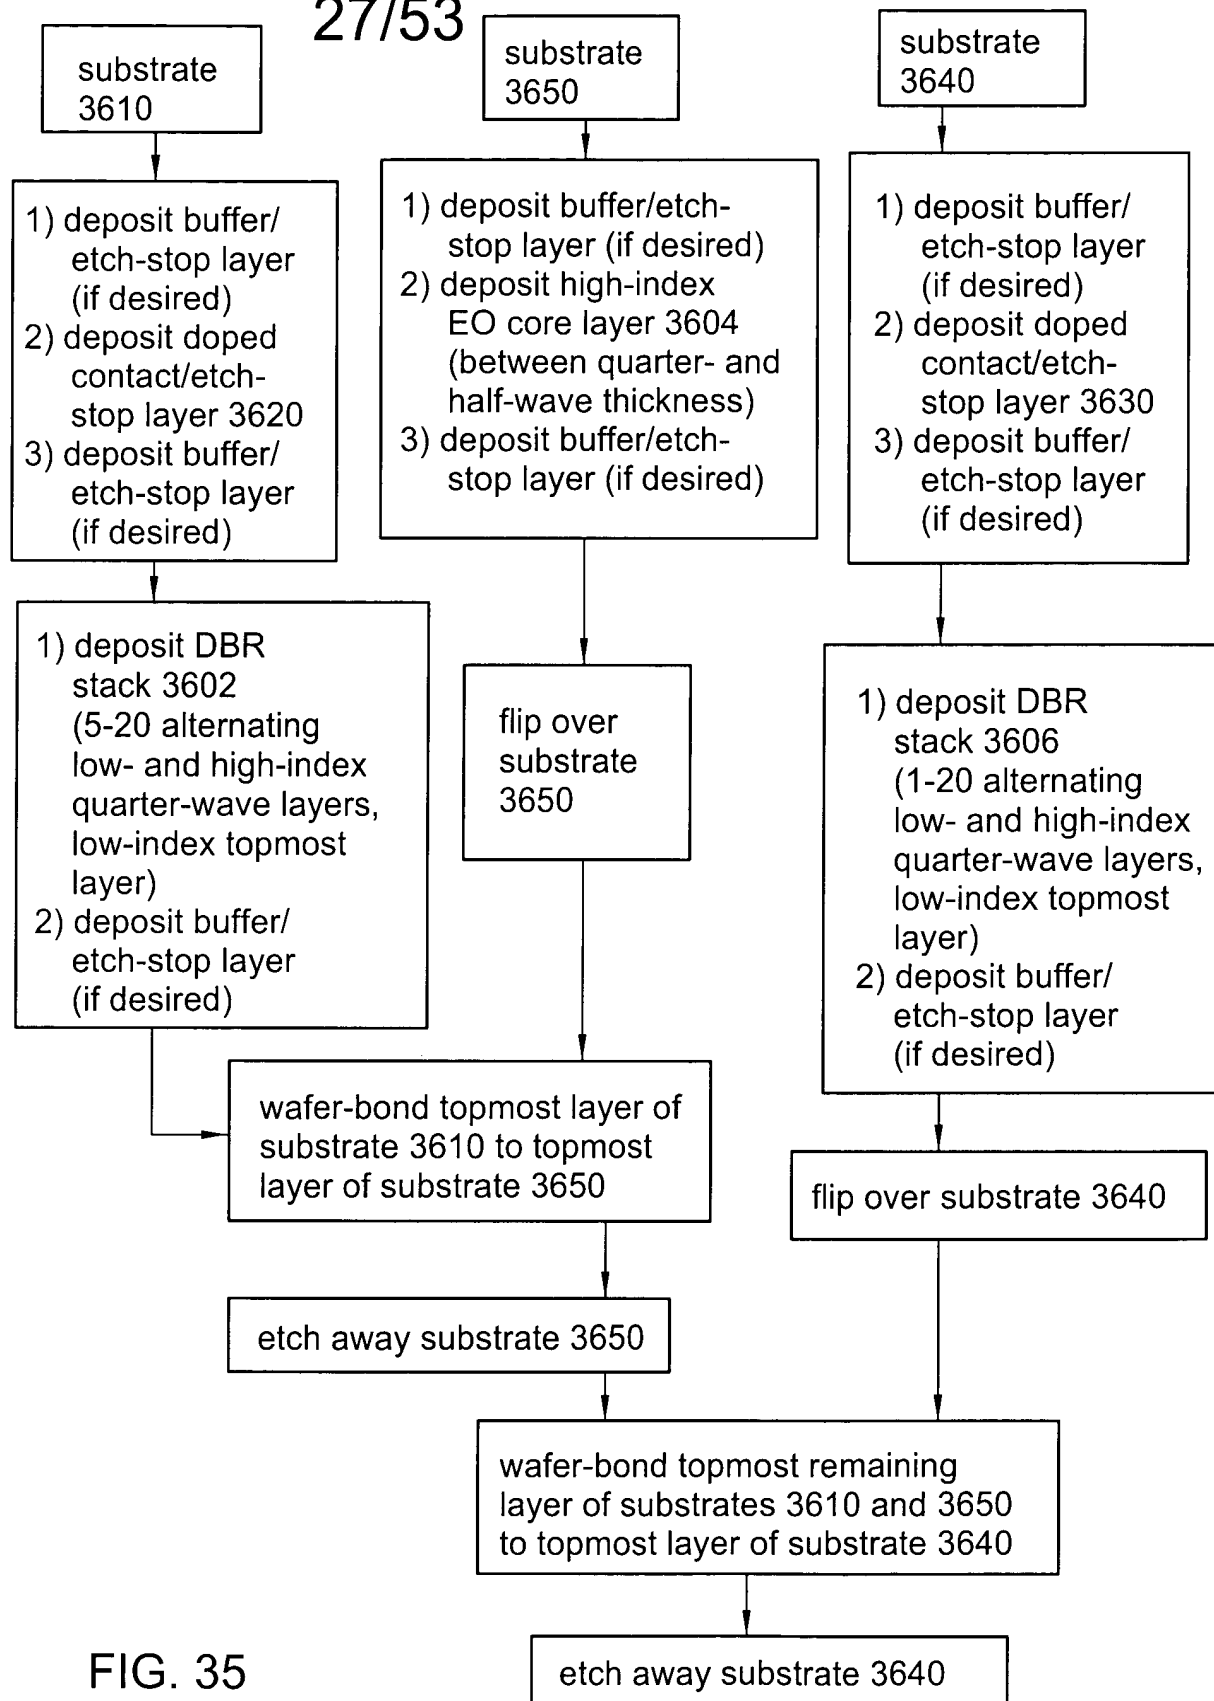 27/53
substrate
3610
substrate
3650
substrate
3640
1) deposit buffer/
etch-stop layer
(if desired)
2) deposit doped
contact/etch-
stop layer 3620
3) deposit buffer/
etch-stop layer
(if desired)
1) deposit buffer/etch-
stop layer (if desired)
2) deposit high-index
EO core layer 3604
(between quarter- and
half-wave thickness)
3) deposit buffer/etch-
stop layer (if desired)
1) deposit buffer/
etch-stop layer
(if desired)
2) deposit doped
contact/etch-
stop layer 3630
3) deposit buffer/
etch-stop layer
(if desired)
1) deposit DBR
stack 3602
(5-20 alternating
low- and high-index
quarter-wave layers,
low-index topmost
layer)
2) deposit buffer/
etch-stop layer
(if desired)
flip over
substrate
3650
1) deposit DBR
stack 3606
(1-20 alternating
low- and high-index
quarter-wave layers,
low-index topmost
layer)
2) deposit buffer/
etch-stop layer
(if desired)
wafer-bond topmost layer of
substrate 3610 to topmost
layer of substrate 3650
flip over substrate 3640
etch away substrate 3650
wafer-bond topmost remaining
layer of substrates 3610 and 3650
to topmost layer of substrate 3640
etch away substrate 3640
FIG. 35